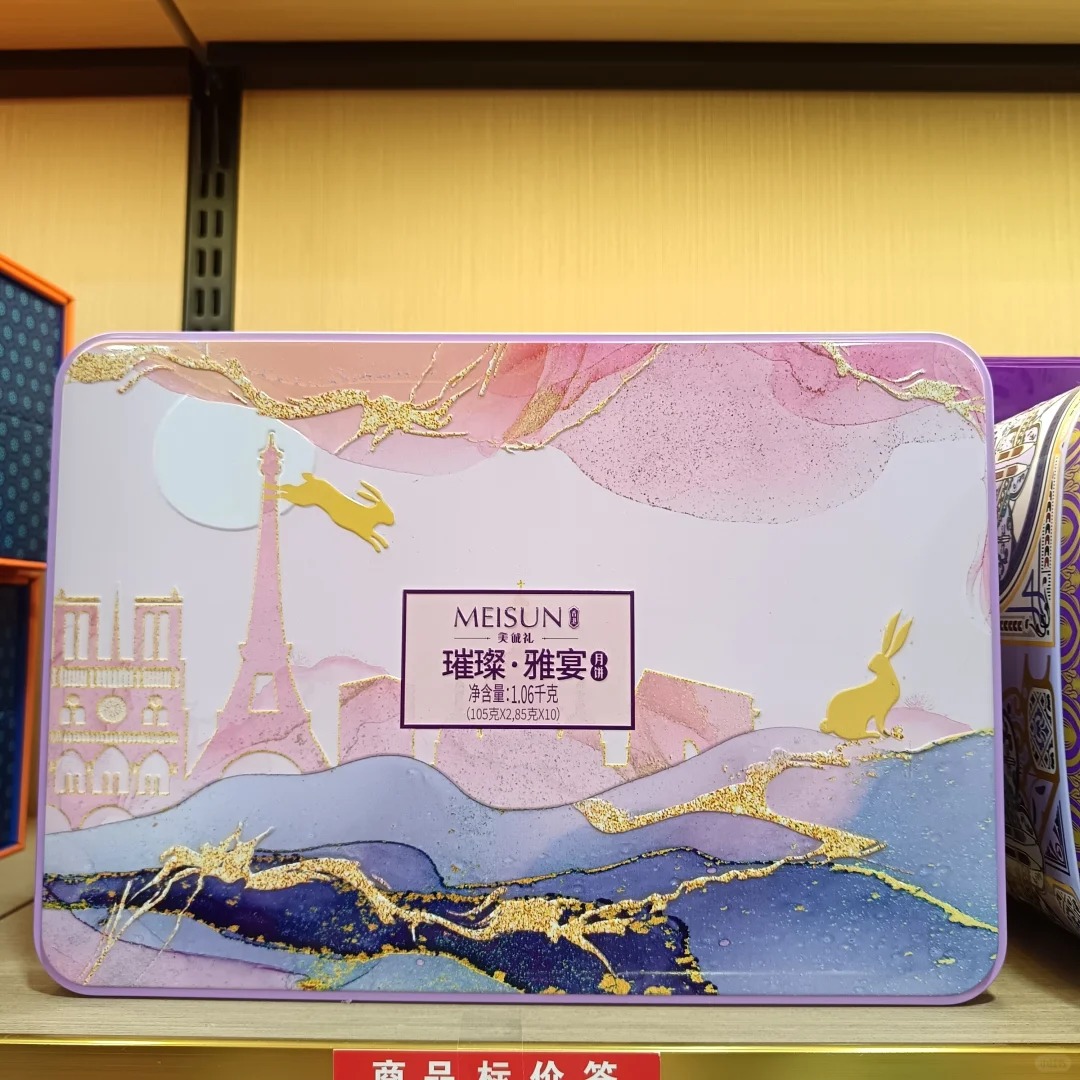 MEISUN
美诚礼
璀璨·雅宴 月饼
净含量:1.06千克
(105克X2,85克X10)
商品标价签